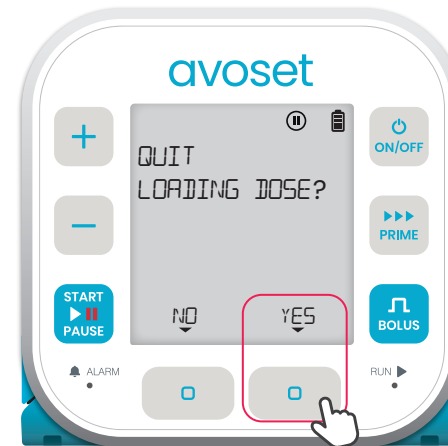 avoset
ON/OFF
QUIT
LOADING DOSE?
PRIME
START
PAUSE
NO
YES
BOLUS
ALARM
RUN